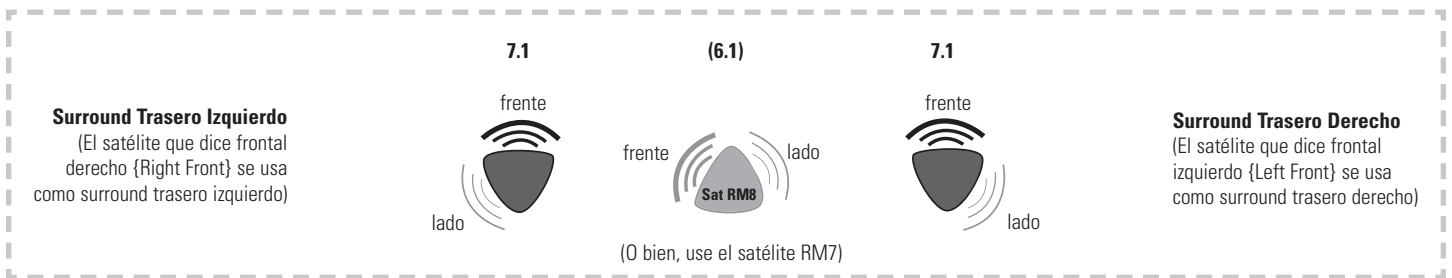 7.1
(6.1)
7.1
Surround Trasero Izquierdo
(El satélite que dice frontal
derecho {Right Front} se usa
como surround trasero izquierdo)
frente
lado
frente
lado
Sat RM8
(O bien, use el satélite RM7)
frente
lado
Surround Trasero Derecho
(El satélite que dice frontal
izquierdo {Left Front} se usa
como surround trasero derecho)